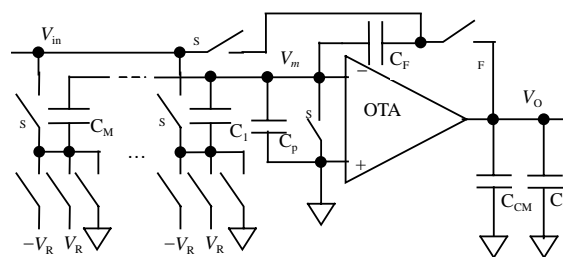 V_in S V_m C_F F
S C_M S C_1 C_p S − OTA + V_O
... C_CM C
−V_R V_R −V_R V_R